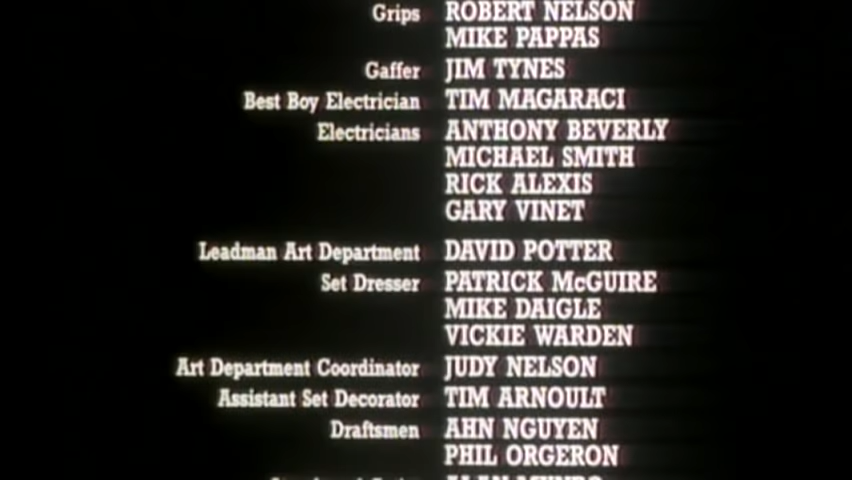 Grips ROBERT NELSON
MIKE PAPPAS
Gaffer JIM TYNES
Best Boy Electrician TIM MAGARACI
Electricians ANTHONY BEVERLY
MICHAEL SMITH
RICK ALEXIS
GARY VINET
Leadman Art Department DAVID POTTER
Set Dresser PATRICK McGUIRE
MIKE DAIGLE
VICKIE WARDEN
Art Department Coordinator JUDY NELSON
Assistant Set Decorator TIM ARNOULT
Draftsmen AHN NGUYEN
PHIL ORGERON